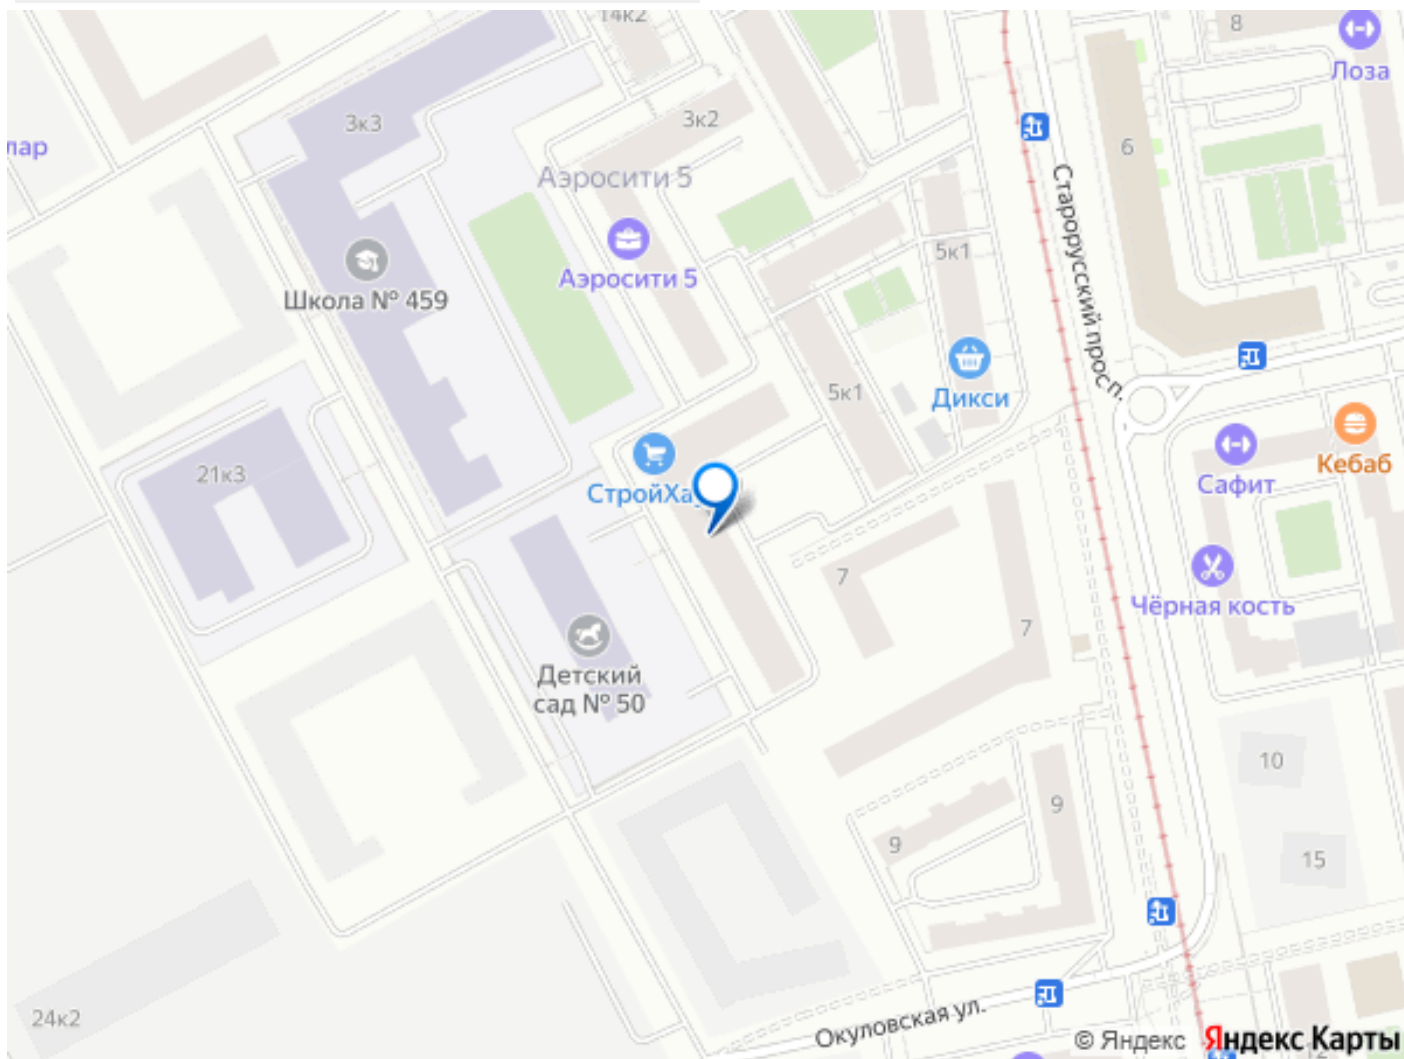 14к2
8
Лоза
3к3
3к2
лар
6
Аэросити 5
Старорусский просп.
5к1
Аэросити 5
Школа № 459
5к1
Дикси
Кебаб
Сафит
21к3
СтройХа
7
Чёрная кость
7
Детский
сад № 50
10
9
9
15
24к2
Окуловская ул.
© Яндекс Яндекс Карты